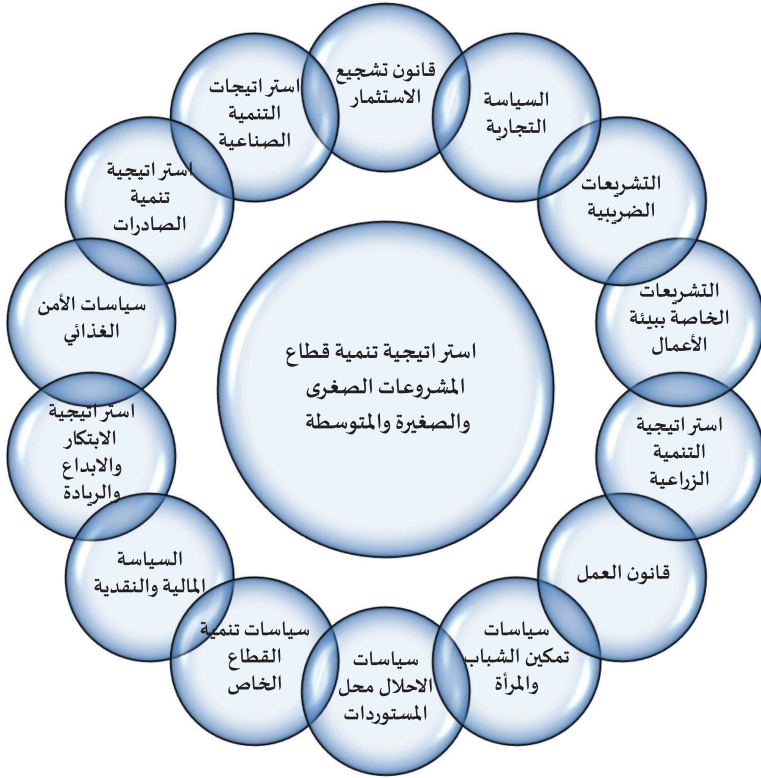 قانون تشجيع
الاستثمار
السياسة
التجارية
التشريعات
الضريبية
التشريعات
الخاصة ببيئة
الأعمال
استراتيجية
التنمية
الزراعية
قانون العمل
سياسات
تمكين الشباب
والمرأة
سياسات
الاحلال محل
المستوردات
سياسات تنمية
القطاع
الخاص
السياسة
المالية والنقدية
استراتيجية
الابتكار
والابداع
والريادة
سياسات الأمن
الغذائي
استراتيجية
تنمية
الصادرات
استراتيجات
التنمية
الصناعية
استراتيجية تنمية قطاع
المشروعات الصغرى
والصغيرة والمتوسطة